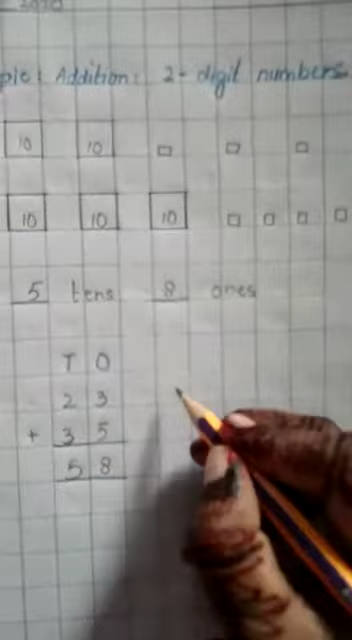 pic: Addition: 2-digit numbers
10 10
10 10 10
5 tens 8 ones
T O
2 3
+ 3 5
5 8